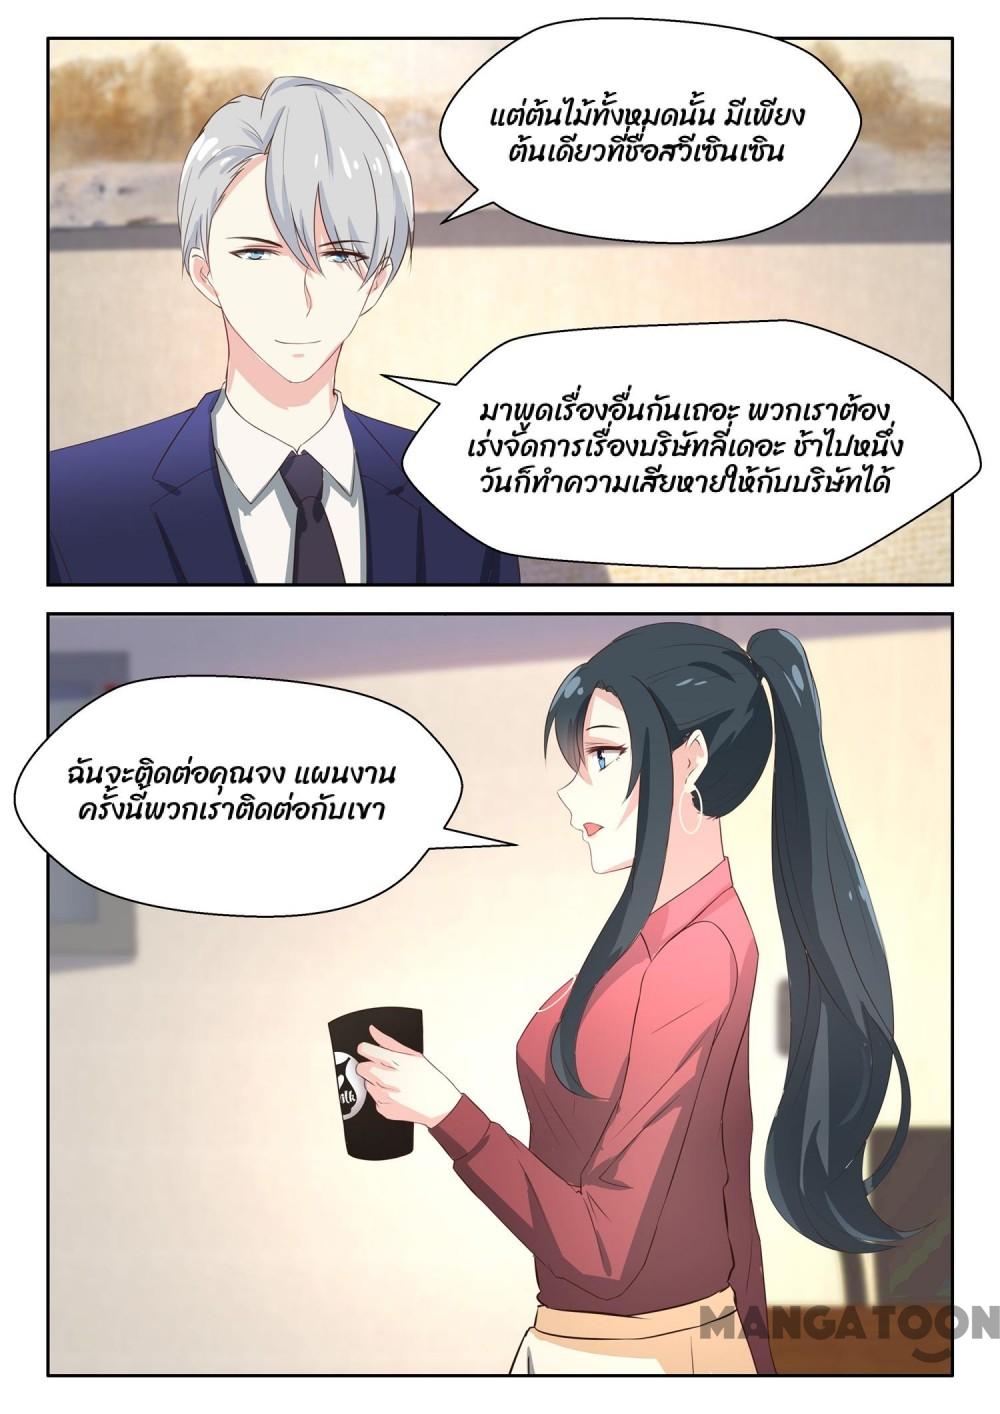 แต่ต้นไม้ทั้งหมดนั้น มีเพียง
ต้นเดียวที่ชื่อสวีเซินเซิน
มาพูดเรื่องอื่นกันเถอะ พวกเราต้อง
เร่งจัดการเรื่องบริษัทลี่เดอะ ช้าไปหนึ่ง
วันก็ทำความเสียหายให้กับบริษัทได้
ฉันจะติดต่อคุณจง แผนงาน
ครั้งนี้พวกเราติดต่อกับเขา
MANGATOON